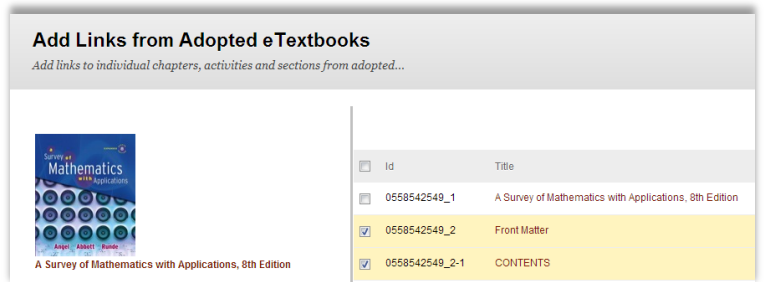 Add Links from Adopted eTextbooks
Add links to individual chapters, activities and sections from adopted...
A Survey of
Mathematics
with Applications
Angel Abbott Runde
A Survey of Mathematics with Applications, 8th Edition
Id Title
0558542549_1 A Survey of Mathematics with Applications, 8th Edition
0558542549_2 Front Matter
0558542549_2-1 CONTENTS